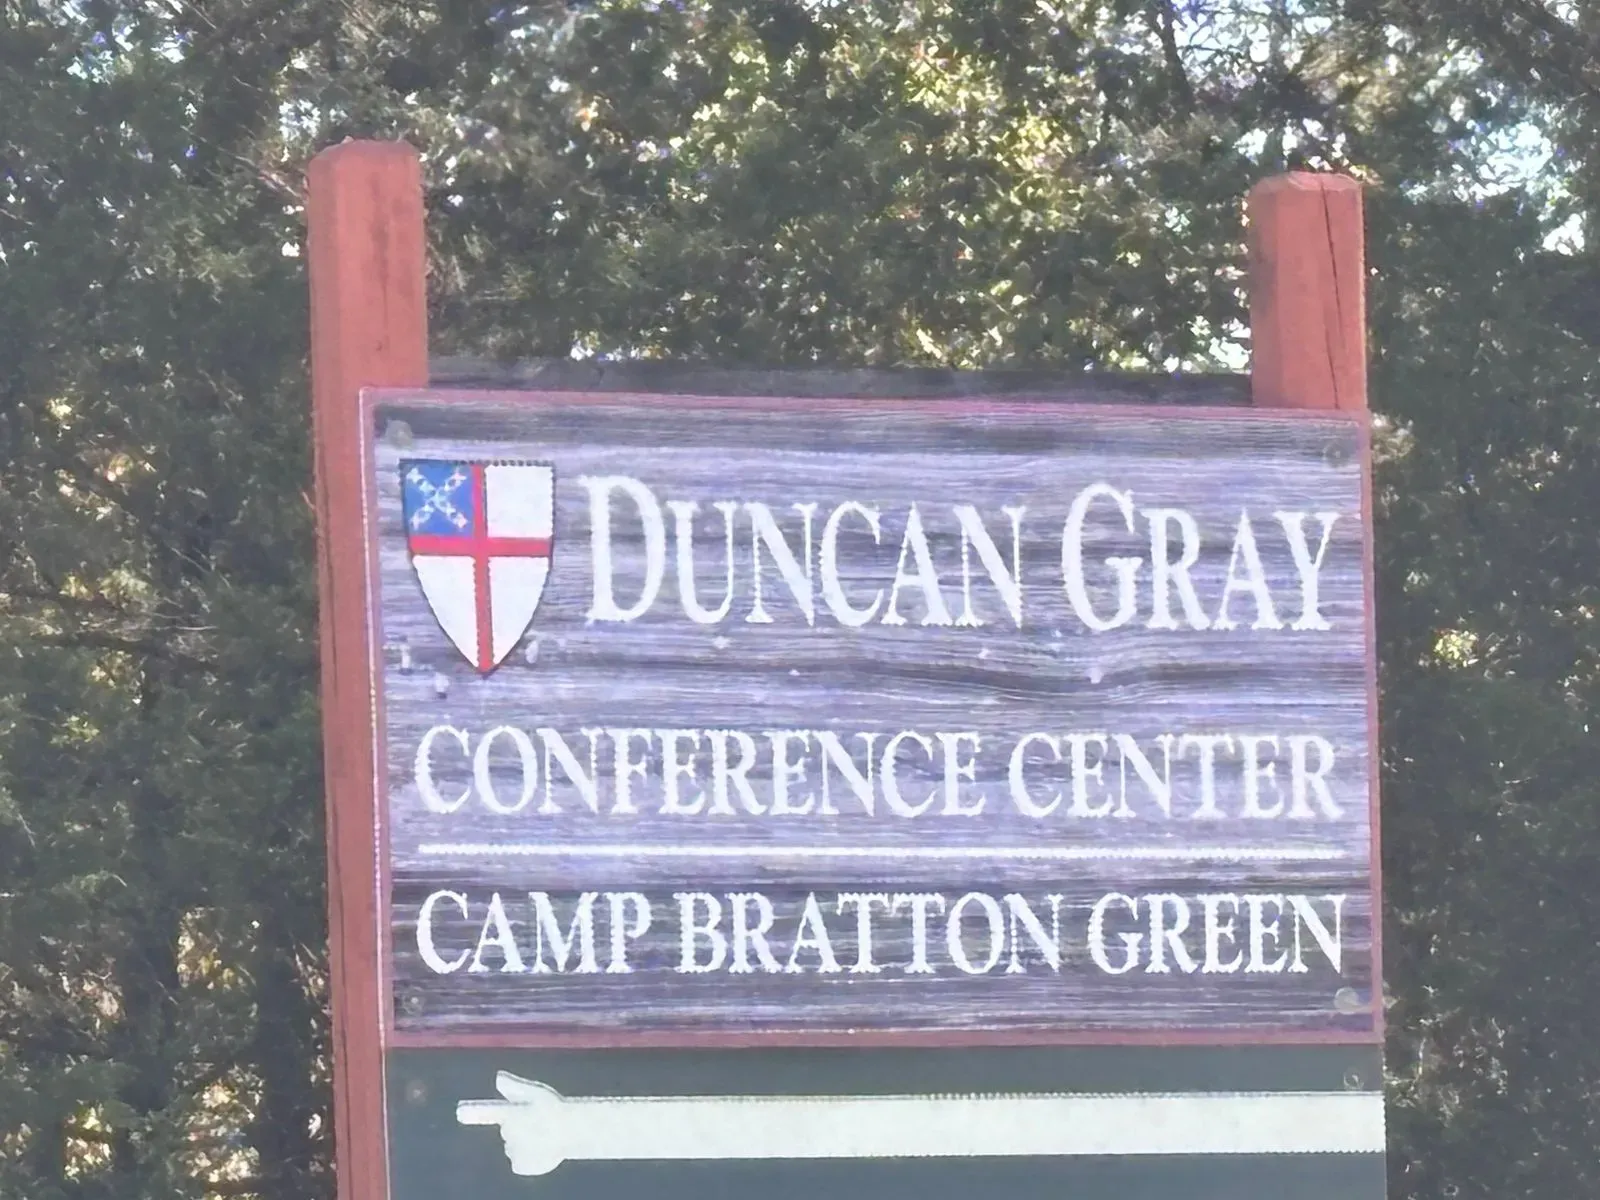 DUNCAN GRAY
CONFERENCE CENTER
CAMP BRATTON GREEN